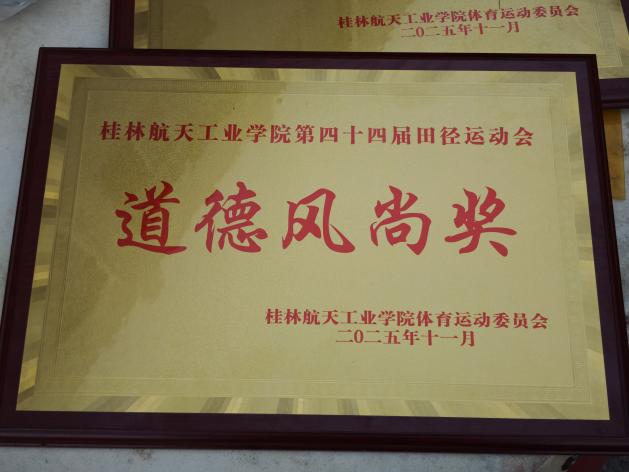 桂林航天工业学院体育运动委员会
二〇二五年十一月
桂林航天工业学院第四十四届田径运动会
道德风尚奖
桂林航天工业学院体育运动委员会
二〇二五年十一月